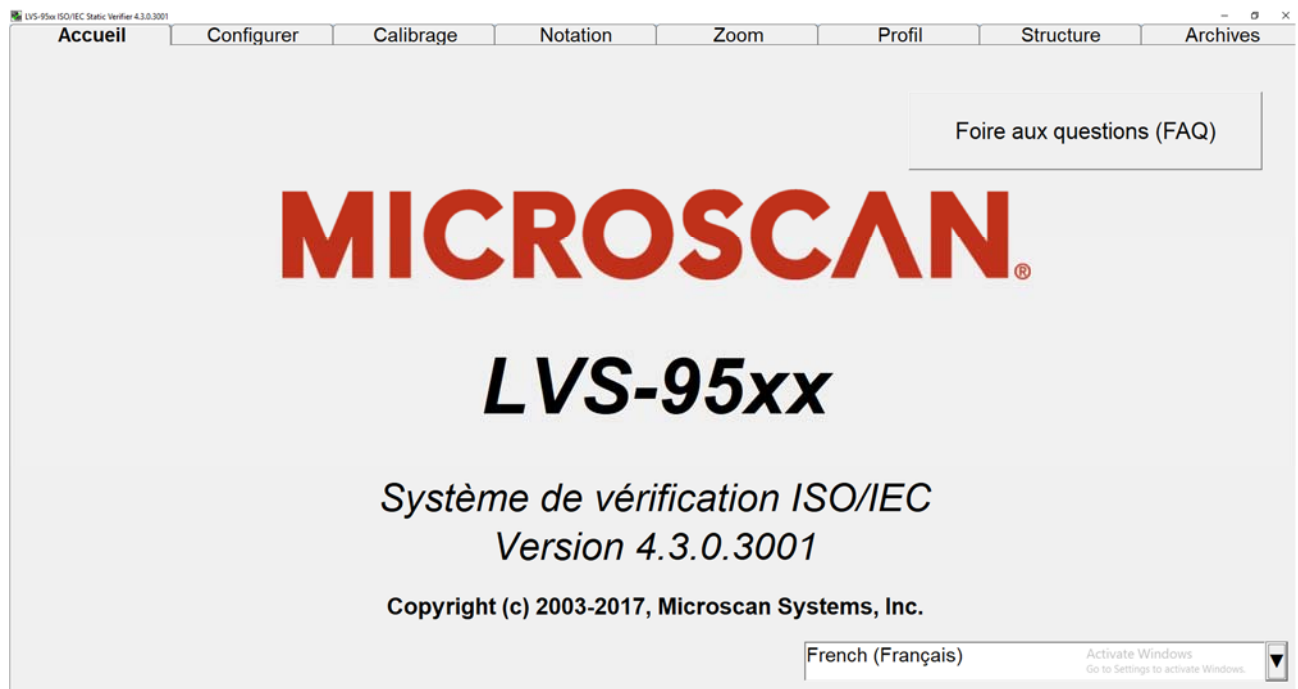 LVS-95xx ISO/IEC Static Verifier 4.3.0.3001
Accueil Configurer Calibrage Notation Zoom Profil Structure Archives
Foire aux questions (FAQ)
MICROSCAN®
LVS-95xx
Système de vérification ISO/IEC
Version 4.3.0.3001
Copyright (c) 2003-2017, Microscan Systems, Inc.
French (Français)
Activate Windows
Go to Settings to activate Windows.